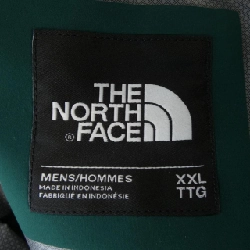 THE
NORTH
® FACE
MENS/HOMMES XXL
MADE IN INDONESIA TTG
FABRIQUÉ EN INDONÉSIE